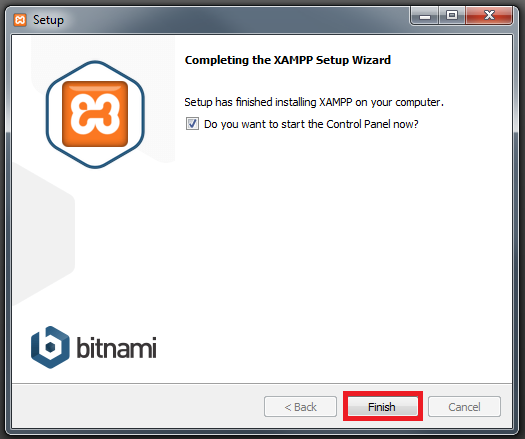 Setup
Completing the XAMPP Setup Wizard
Setup has finished installing XAMPP on your computer.
Do you want to start the Control Panel now?
bitnami
< Back
Finish
Cancel